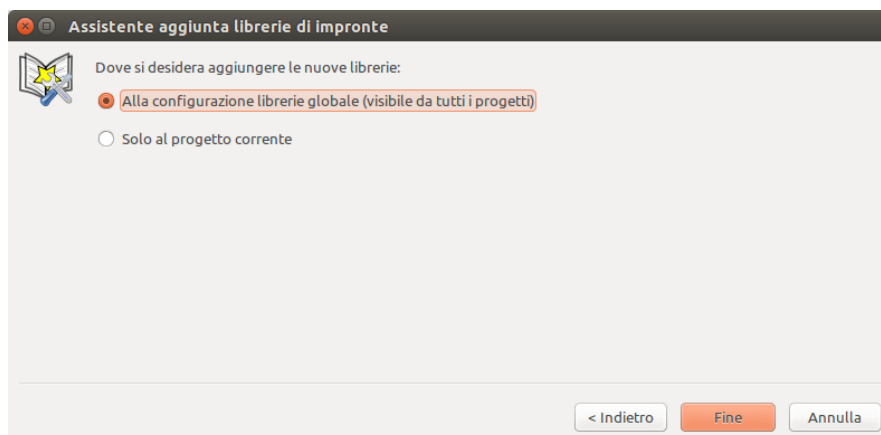 Assistente aggiunta librerie di impronte
Dove si desidera aggiungere le nuove librerie:
Alla configurazione librerie globale (visibile da tutti i progetti)
Solo al progetto corrente
< Indietro
Fine
Annulla